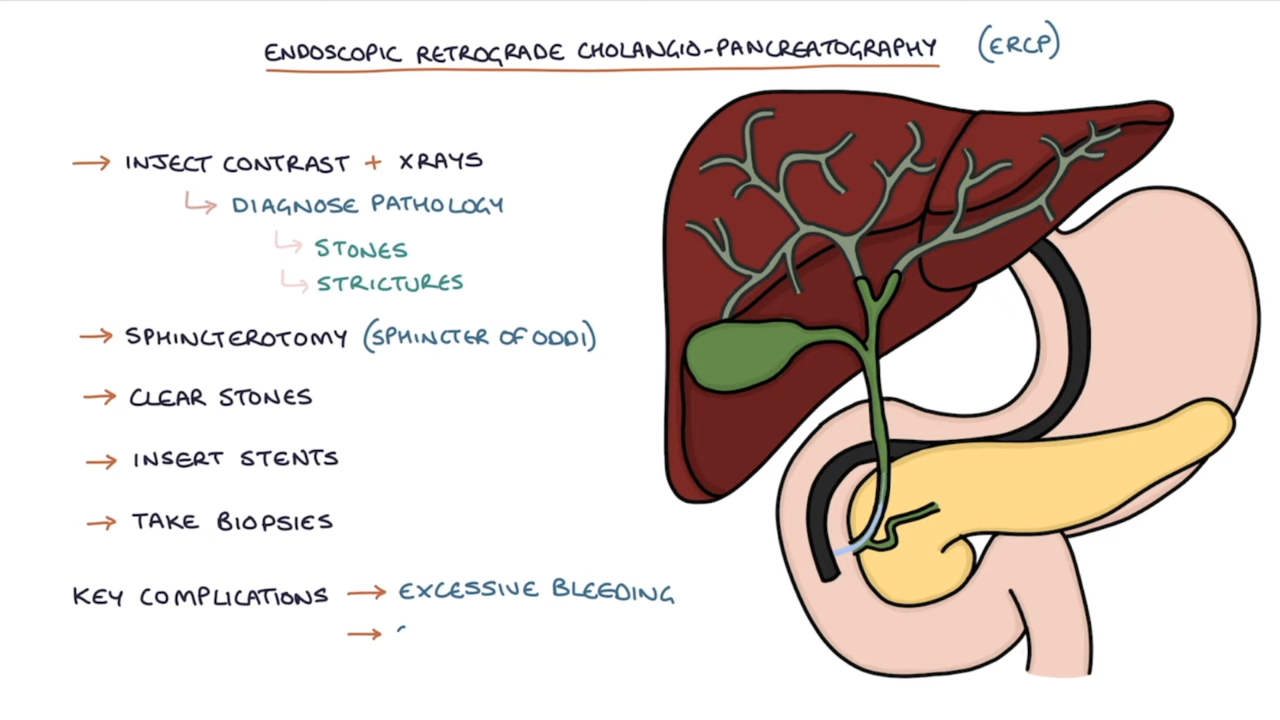 ENDOSCOPIC RETROGRADE CHOLANGIO-PANCREATOGRAPHY (ERCP)
→ INJECT CONTRAST + XRAYS
↳ DIAGNOSE PATHOLOGY
↳ STONES
↳ STRICTURES
→ SPHINCTEROTOMY (SPHINCTER OF ODDI)
→ CLEAR STONES
→ INSERT STENTS
→ TAKE BIOPSIES
KEY COMPLICATIONS → EXCESSIVE BLEEDING
→